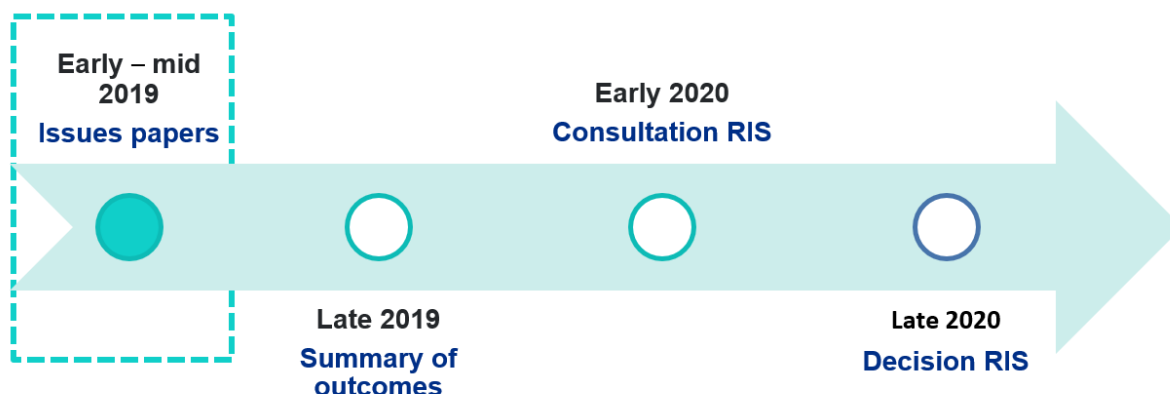 Early – mid
2019
Issues papers
Late 2019
Summary of
outcomes
Early 2020
Consultation RIS
Late 2020
Decision RIS